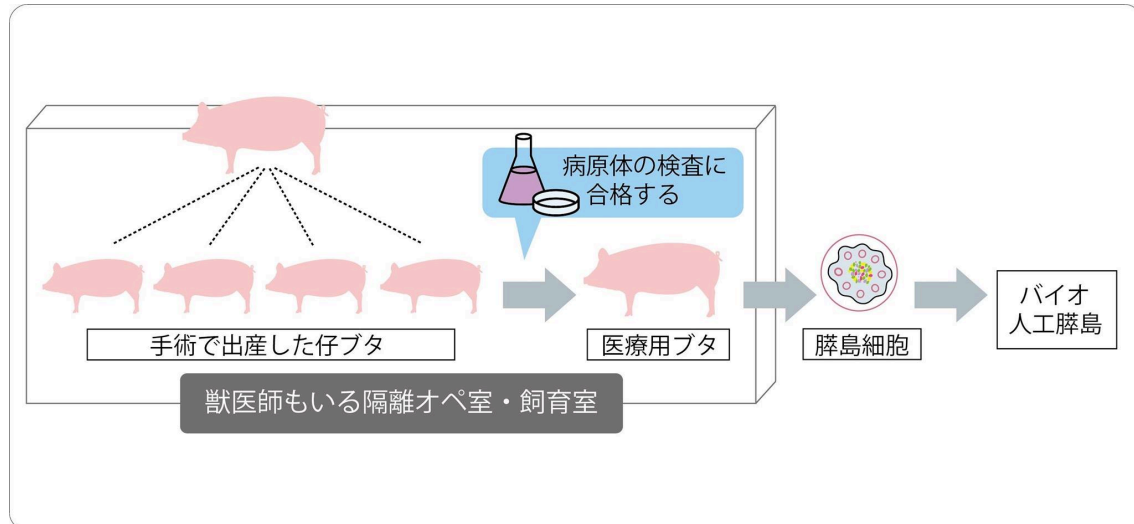 病原体の検査に
合格する
手術で出産した仔ブタ
医療用ブタ
膵島細胞
バイオ
人工膵島
獣医師もいる隔離オペ室・飼育室